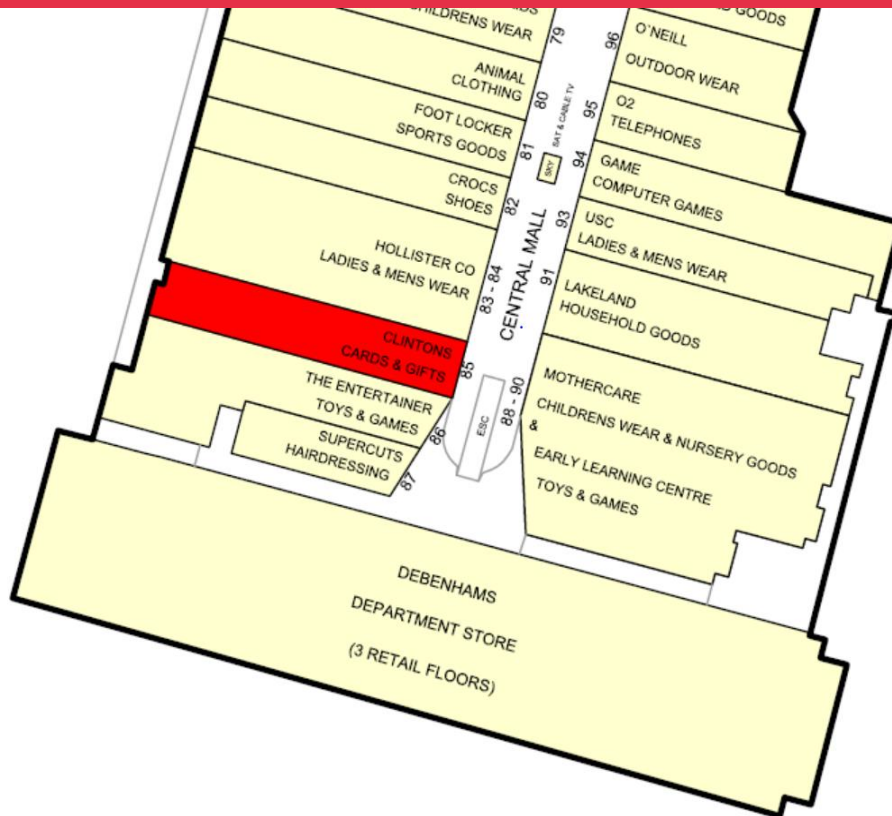 CHILDRENS WEAR
79
ANIMAL
CLOTHING
80
FOOT LOCKER
SPORTS GOODS
81
CROCS
SHOES
82
HOLLISTER CO
LADIES & MENS WEAR
83 - 84
CLINTONS
CARDS & GIFTS
85
THE ENTERTAINER
TOYS & GAMES
86
SUPERCUTS
HAIRDRESSING
87
SKY
SAT & CABLE TV
CENTRAL MALL
ESC
GOODS
96
O`NEILL
OUTDOOR WEAR
95
O2
TELEPHONES
94
GAME
COMPUTER GAMES
93
USC
LADIES & MENS WEAR
91
LAKELAND
HOUSEHOLD GOODS
88 - 90
MOTHERCARE
CHILDRENS WEAR & NURSERY GOODS
&
EARLY LEARNING CENTRE
TOYS & GAMES
DEBENHAMS
DEPARTMENT STORE
(3 RETAIL FLOORS)